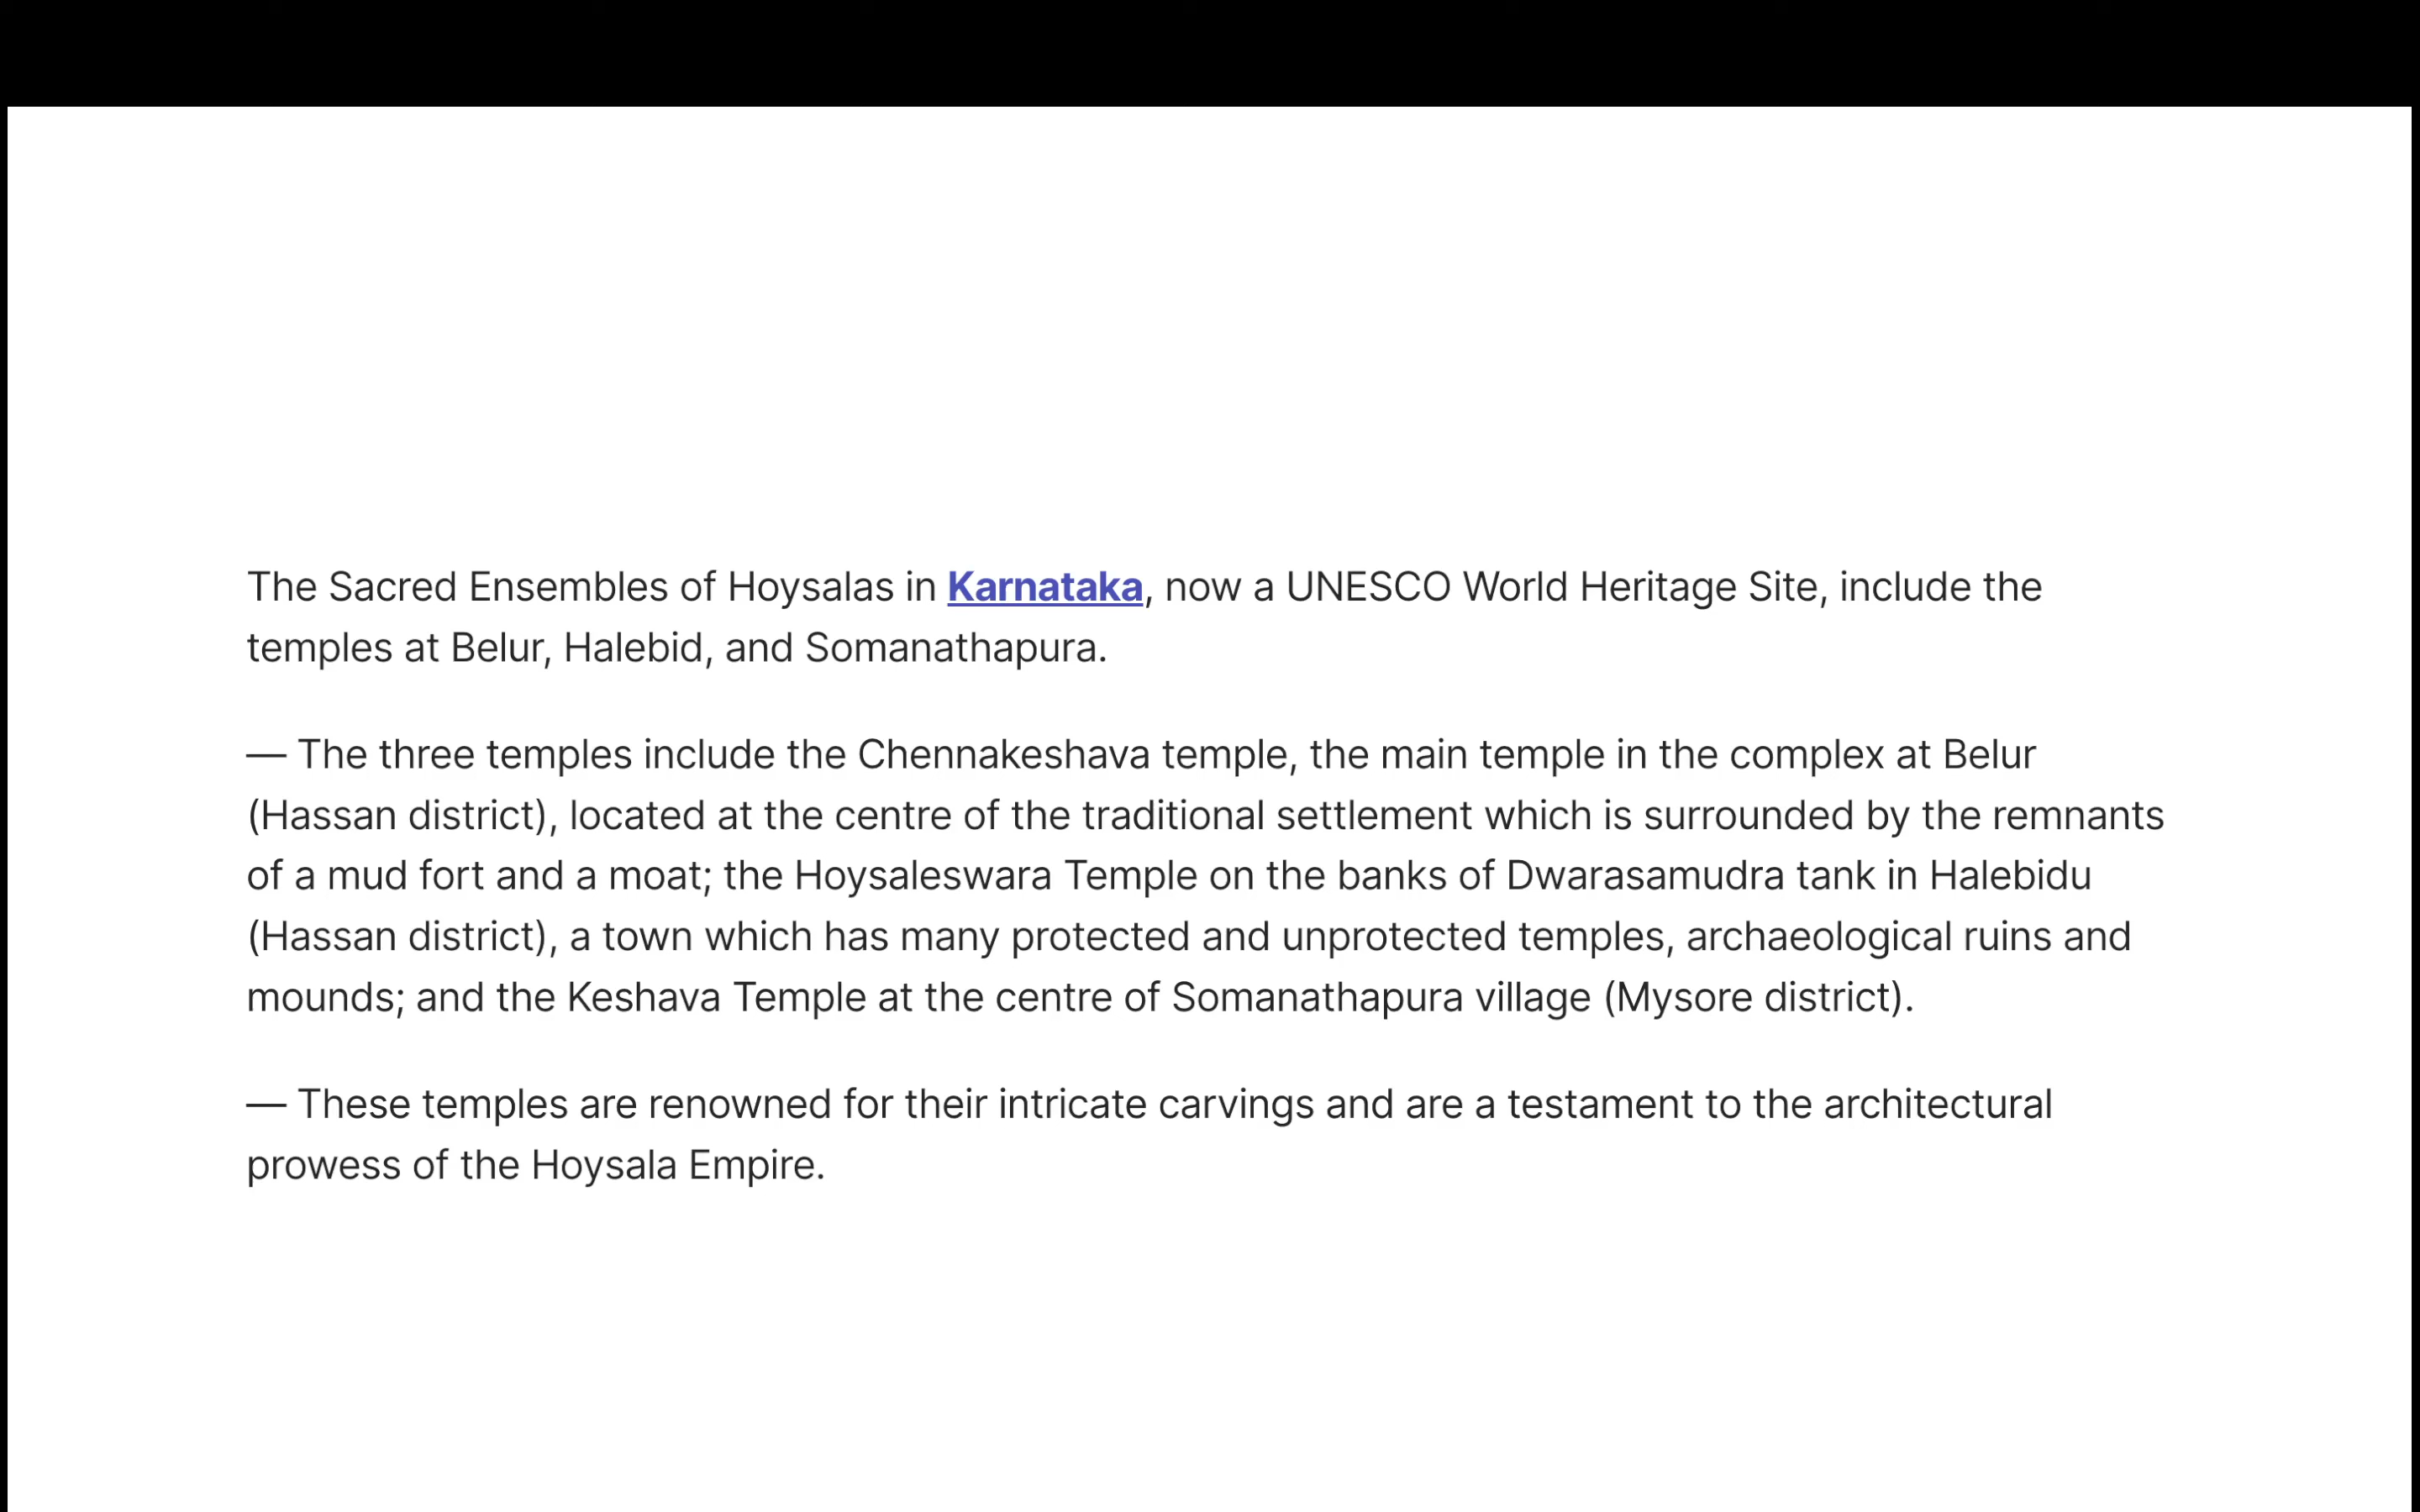 The Sacred Ensembles of Hoysalas in Karnataka, now a UNESCO World Heritage Site, include the
temples at Belur, Halebid, and Somanathapura.
— The three temples include the Chennakeshava temple, the main temple in the complex at Belur
(Hassan district), located at the centre of the traditional settlement which is surrounded by the remnants
of a mud fort and a moat; the Hoysaleswara Temple on the banks of Dwarasamudra tank in Halebidu
(Hassan district), a town which has many protected and unprotected temples, archaeological ruins and
mounds; and the Keshava Temple at the centre of Somanathapura village (Mysore district).
— These temples are renowned for their intricate carvings and are a testament to the architectural
prowess of the Hoysala Empire.